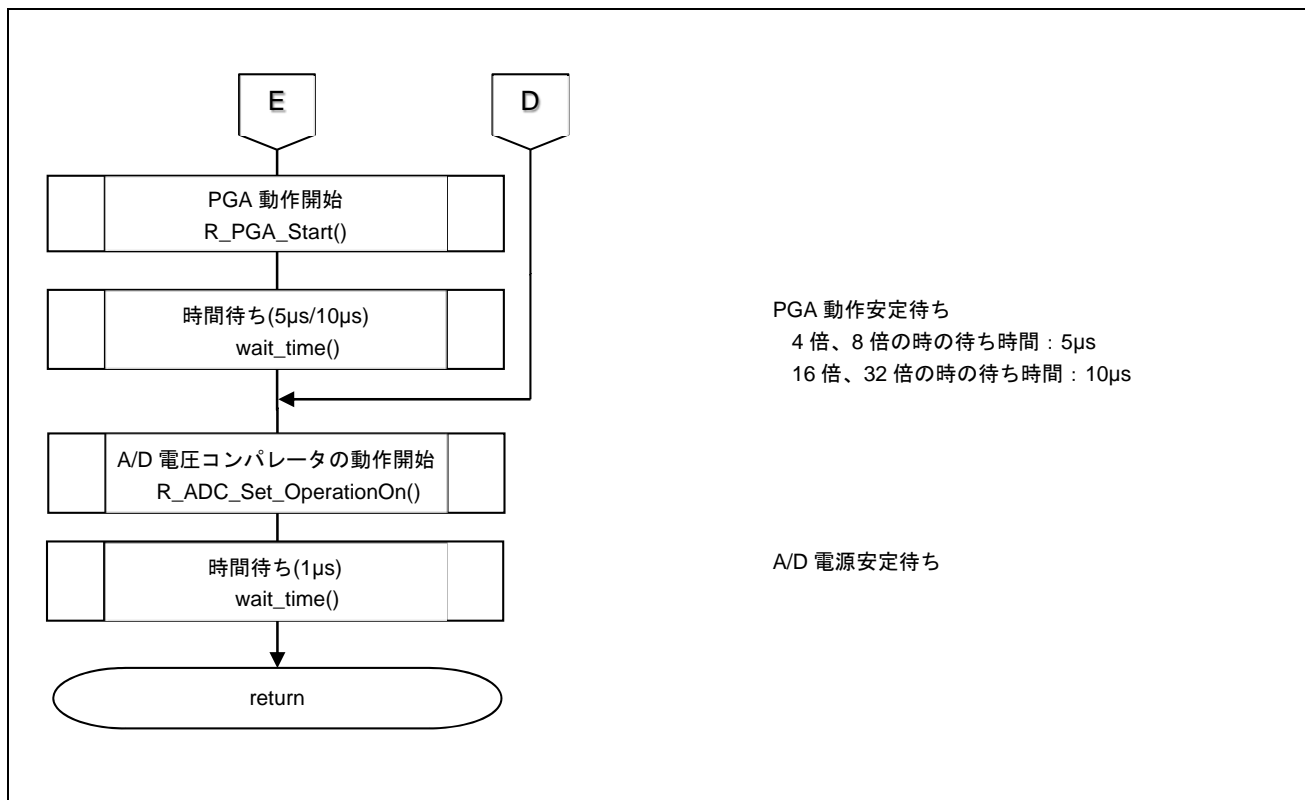 E
D
PGA 動作開始
R_PGA_Start()
時間待ち(5µs/10µs)
wait_time()
PGA 動作安定待ち
4 倍、8 倍の時の待ち時間：5µs
16 倍、32 倍の時の待ち時間：10µs
A/D 電圧コンパレータの動作開始
R_ADC_Set_OperationOn()
時間待ち(1µs)
wait_time()
A/D 電源安定待ち
return